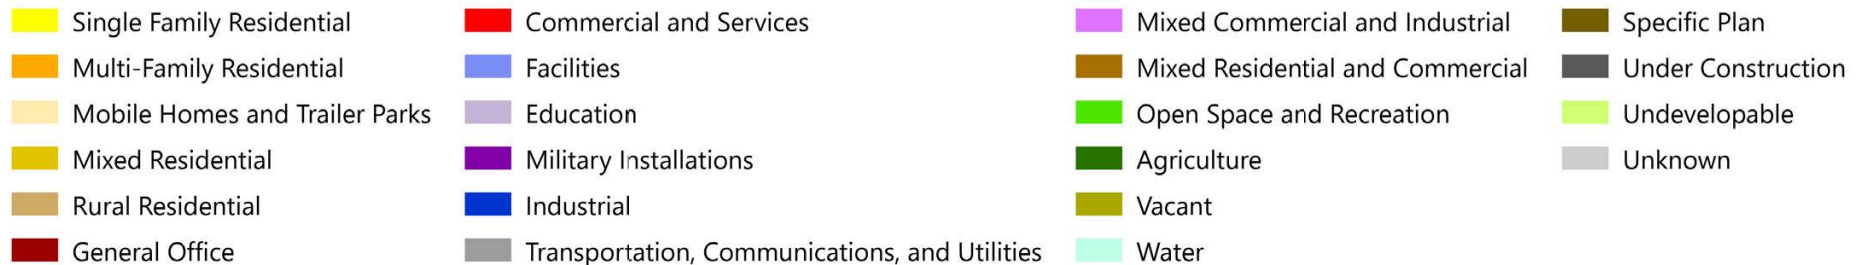 Single Family Residential
Multi-Family Residential
Mobile Homes and Trailer Parks
Mixed Residential
Rural Residential
General Office
Commercial and Services
Facilities
Education
Military Installations
Industrial
Transportation, Communications, and Utilities
Mixed Commercial and Industrial
Mixed Residential and Commercial
Open Space and Recreation
Agriculture
Vacant
Water
Specific Plan
Under Construction
Undevelopable
Unknown